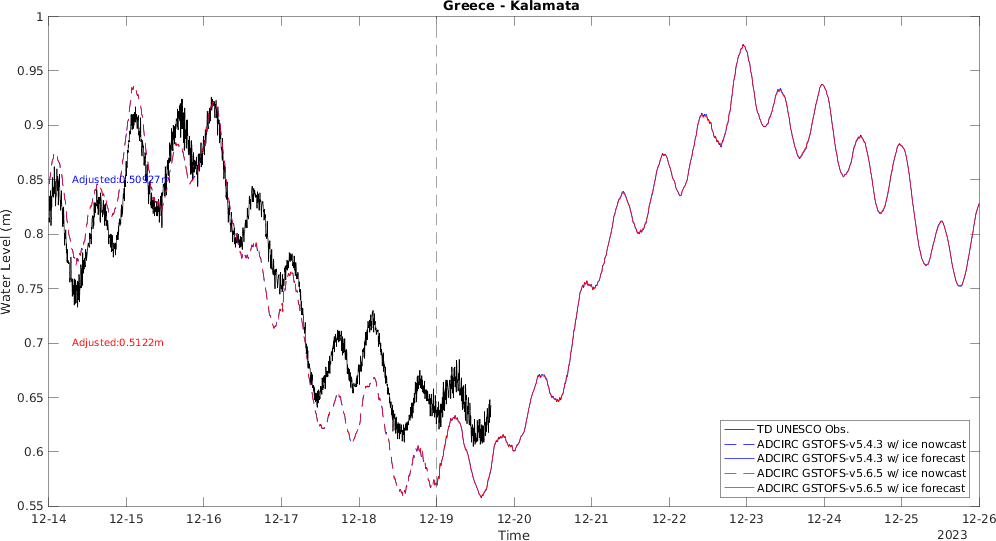 Greece - Kalamata
1
0.95
0.9
0.85
0.8
0.75
0.7
0.65
0.6
0.55
Water Level (m)
Adjusted:0.50927m
Adjusted:0.5122m
TD UNESCO Obs.
ADCIRC GSTOFS-v5.4.3 w/ ice nowcast
ADCIRC GSTOFS-v5.4.3 w/ ice forecast
ADCIRC GSTOFS-v5.6.5 w/ ice nowcast
ADCIRC GSTOFS-v5.6.5 w/ ice forecast
12-14 12-15 12-16 12-17 12-18 12-19 12-20 12-21 12-22 12-23 12-24 12-25 12-26
Time
2023